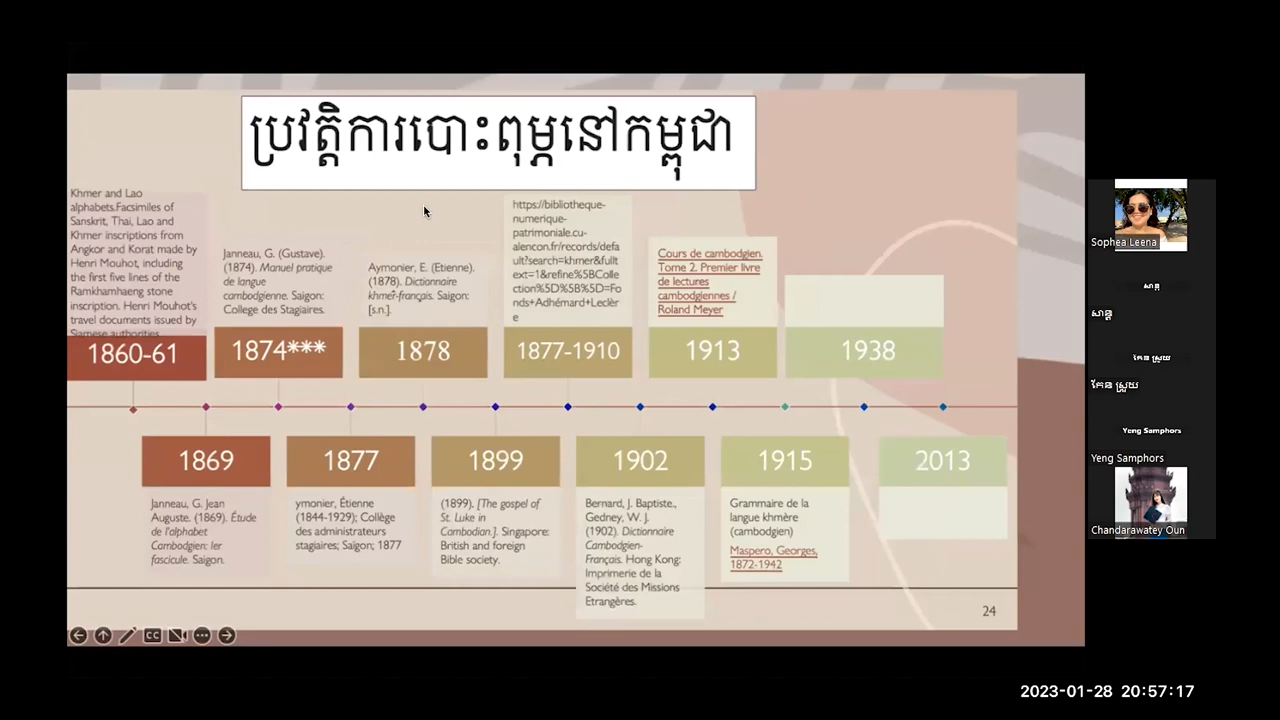 ប្រវត្តិការបោះពុម្ភនៅកម្ពុជា
Khmer and Lao
alphabets.Facsimiles of
Sanskrit, Thai, Lao and
Khmer inscriptions from
Angkor and Korat made by
Henri Mouhot, including
the first five lines of the
Ramkhamhaeng stone
inscription. Henri Mouhot's
travel documents issued by
Siamese authorities
1860-61
Janneau, G. (Gustave).
(1874). Manuel pratique
de langue
cambodgienne. Saigon:
College des Stagiaires.
1874***
Aymonier, E. (Etienne).
(1878). Dictionnaire
khmêr-français. Saigon:
[s.n.].
1878
https://bibliotheque-
numerique-
patrimoniale.cu-
alencon.fr/records/defa
ult?search=khmer&fullt
ext=1&refine%5BColle
ction%5D%5B%5D=Fo
nds+Adhémard+Leclèr
e
1877-1910
Cours de cambodgien.
Tome 2. Premier livre
de lectures
cambodgiennes /
Roland Meyer
1913
1938
1869
Janneau, G. Jean
Auguste. (1869). Étude
de l'alphabet
Cambodgien: Ier
fascicule. Saigon.
1877
ymonier, Étienne
(1844-1929); Collège
des administrateurs
stagiaires; Saigon; 1877
1899
(1899). [The gospel of
St. Luke in
Cambodian]. Singapore:
British and foreign
Bible society.
1902
Bernard, J. Baptiste.,
Gedney, W. J.
(1902). Dictionnaire
Cambodgien-
Français. Hong Kong:
Imprimerie de la
Société des Missions
Etrangères.
1915
Grammaire de la
langue khmère
(cambodgien)
Maspero, Georges,
1872-1942
2013
24
CC
Sophea Leena
សាន្ត
សាន្ត
កែន ស្រួយ
កែន ស្រួយ
Yeng Samphors
Yeng Samphors
Chandarawatey Oun
2023-01-28 20:57:17